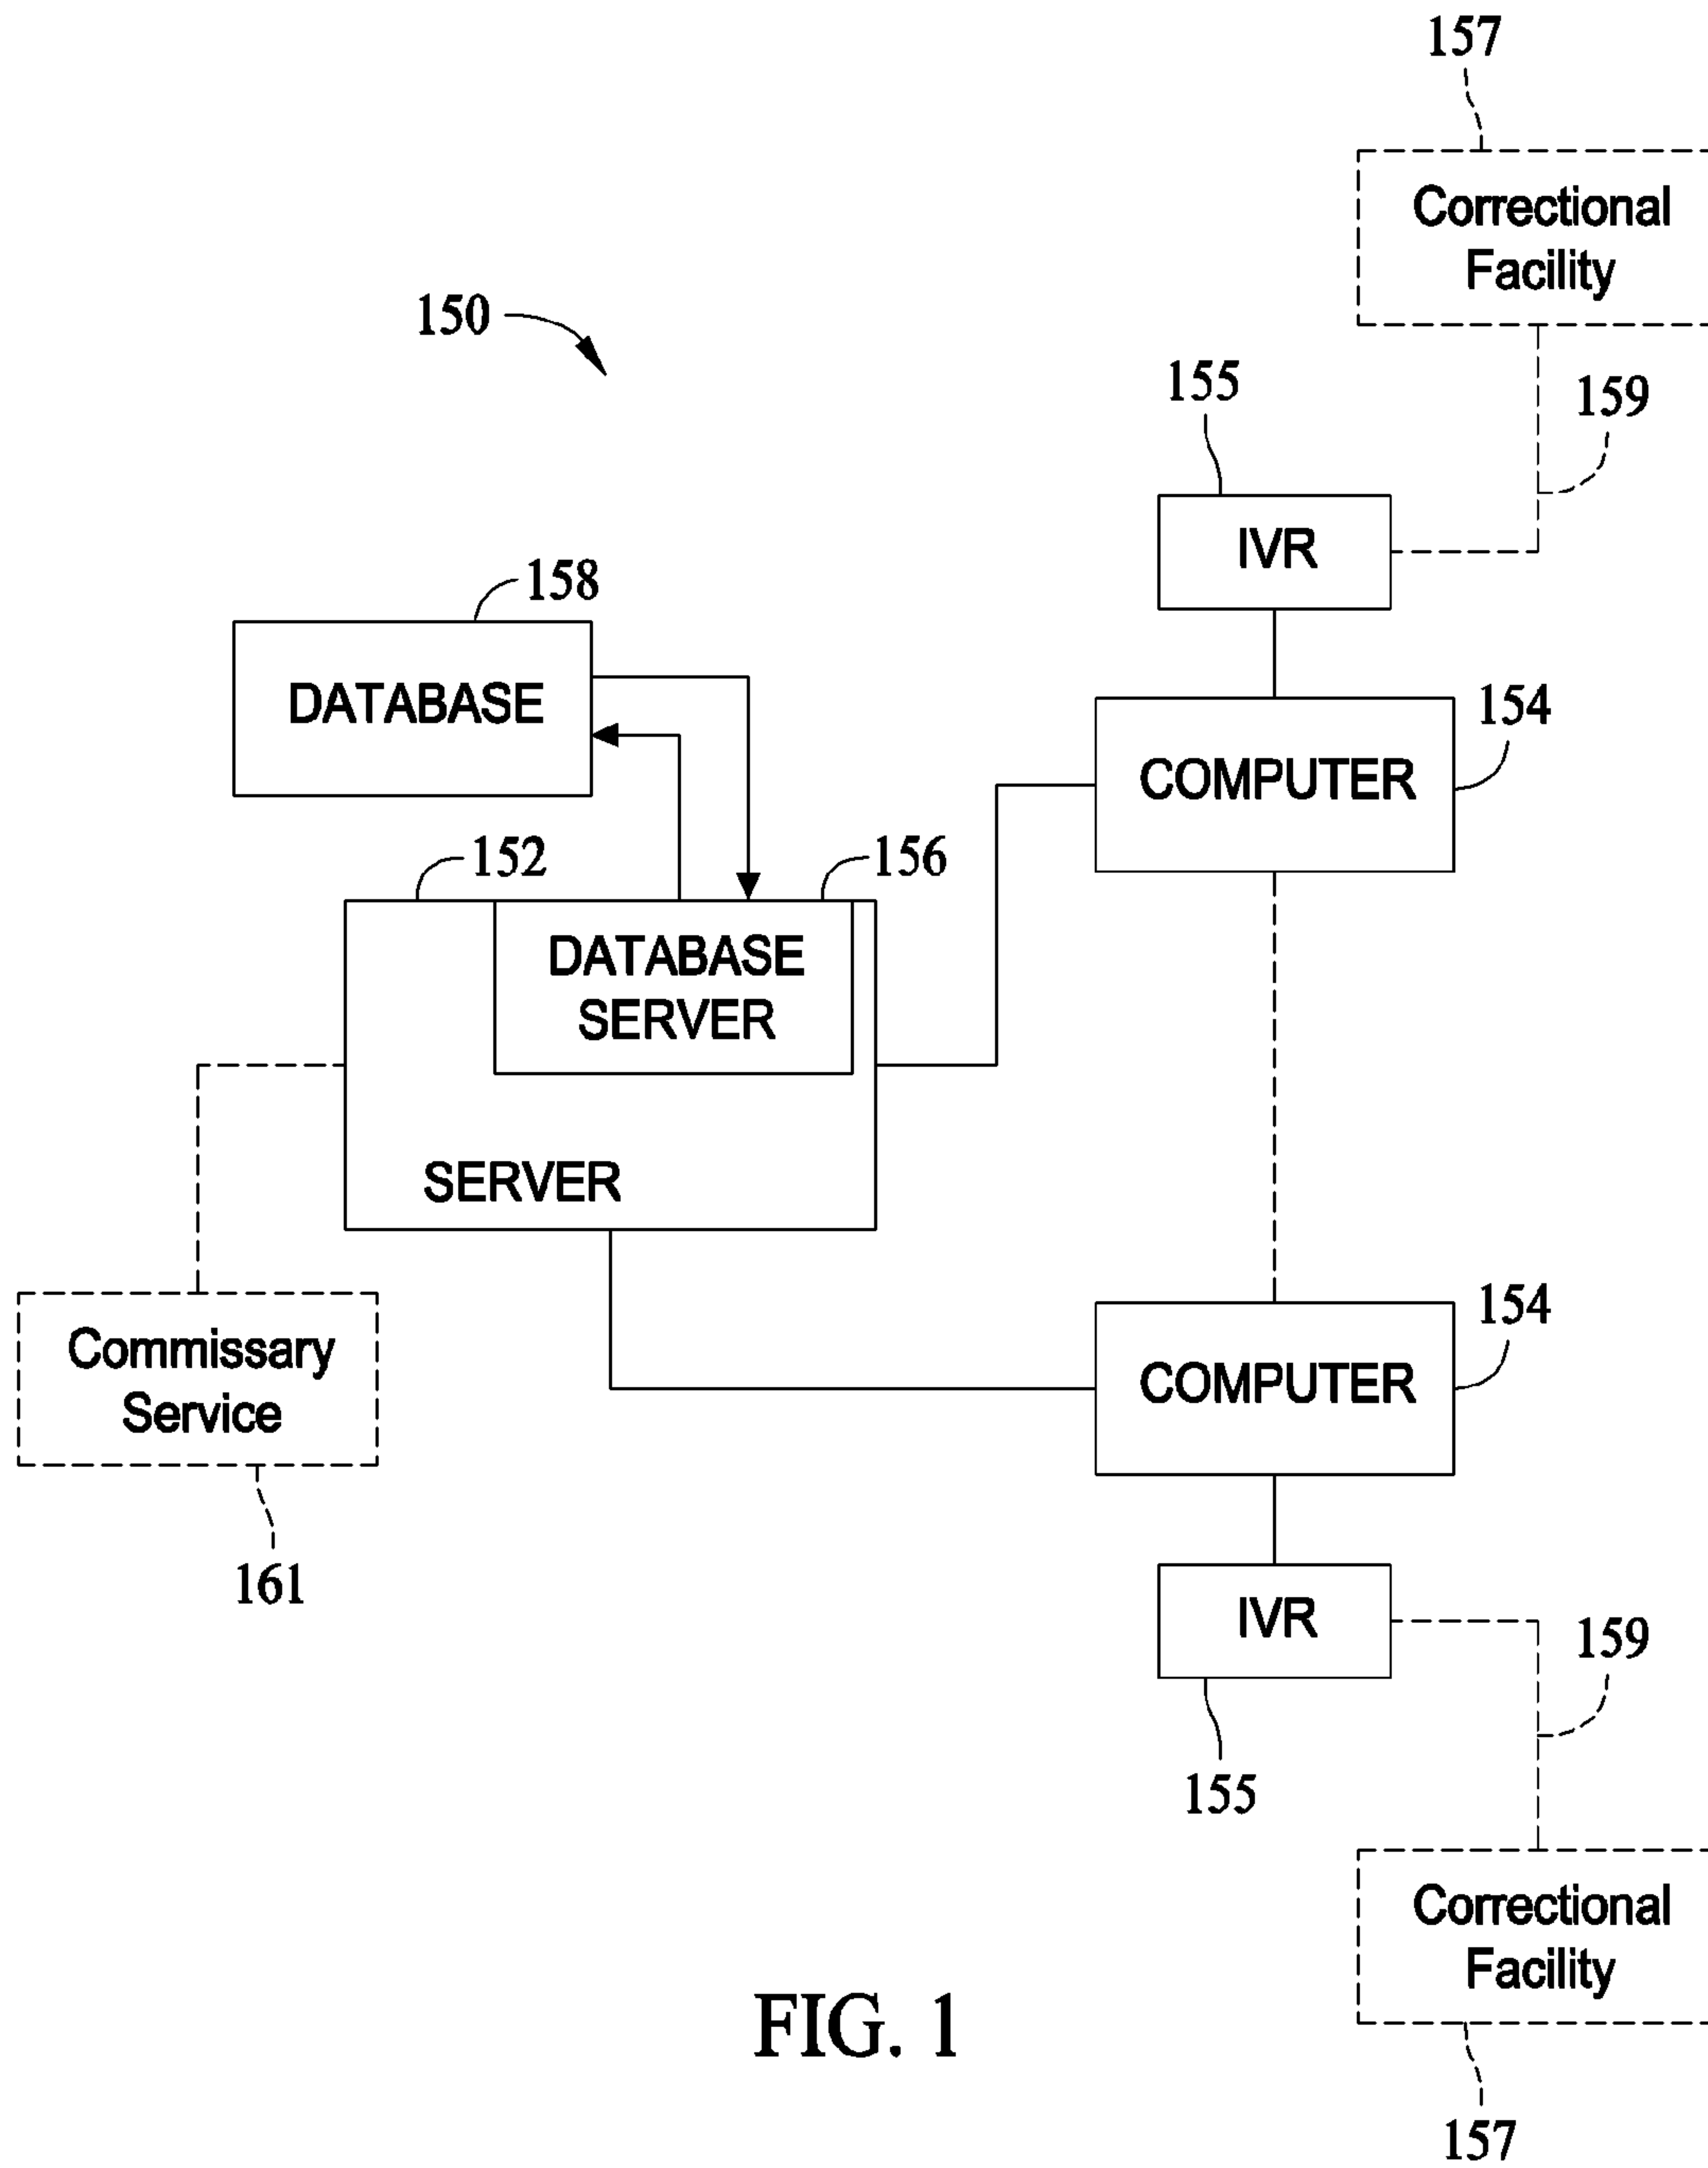 157
Correctional
Facility
150
155
159
IVR
158
DATABASE
154
COMPUTER
152
156
DATABASE
SERVER
SERVER
Commissary
Service
154
COMPUTER
161
IVR
159
155
Correctional
Facility
FIG. 1
157